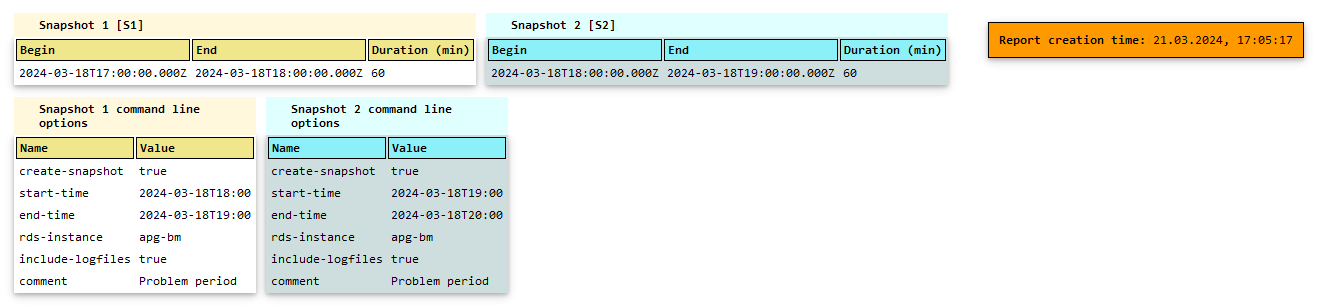 Snapshot 1 [S1]
Begin End Duration (min)
2024-03-18T17:00:00.000Z 2024-03-18T18:00:00.000Z 60
Snapshot 2 [S2]
Begin End Duration (min)
2024-03-18T18:00:00.000Z 2024-03-18T19:00:00.000Z 60
Report creation time: 21.03.2024, 17:05:17
Snapshot 1 command line
options
Name Value
create-snapshot true
start-time 2024-03-18T18:00
end-time 2024-03-18T19:00
rds-instance apg-bm
include-logfiles true
comment Problem period
Snapshot 2 command line
options
Name Value
create-snapshot true
start-time 2024-03-18T19:00
end-time 2024-03-18T20:00
rds-instance apg-bm
include-logfiles true
comment Problem period